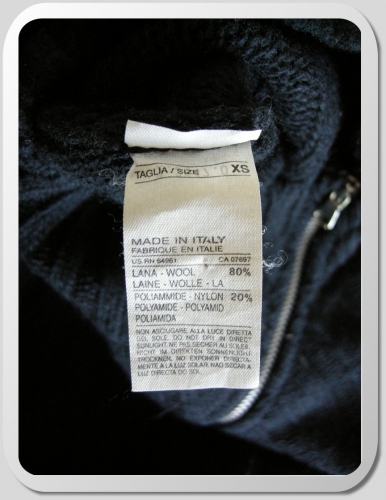 TAGLIA / SIZE XS
MADE IN ITALY
FABRIQUE EN ITALIE
US RN 64961 CA 07697
LANA - WOOL 80%
LAINE - WOLLE - LA
POLIAMMIDE - NYLON 20%
POLYAMIDE - POLYAMID
POLIAMIDA
NON ASCIUGARE ALLA LUCE DIRETTA
DEL SOLE. DO NOT DRY IN DIRECT
SUNLIGHT. NE PAS SECHER AU SOLEIL.
NICHT IM DIREKTEN SONNENLICHT
TROCKNEN. NO EXPONER DIRECTA
MENTE A LA LUZ SOLAR. NAO SECAR A
LUZ DIRECTA DO SOL.